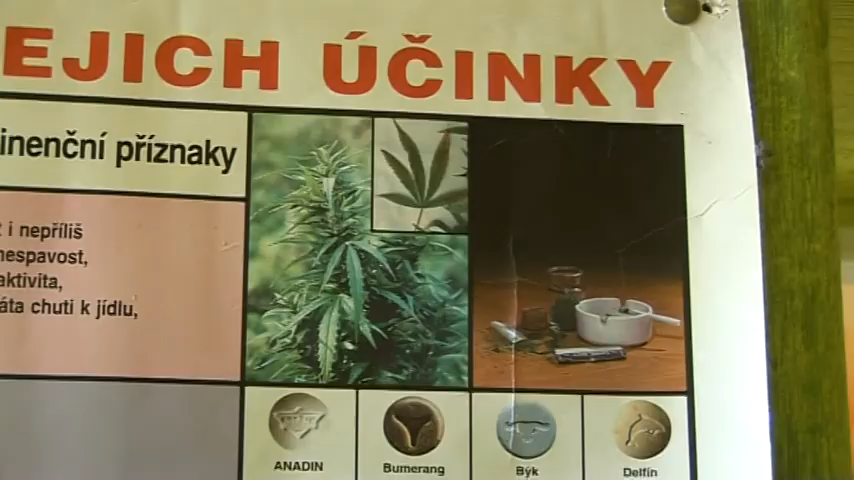 EJICH ÚČINKY
inenční příznaky
t i nepříliš
nespavost,
aktivita,
áta chuti k jídlu,
ANADIN
Bumerang
Býk
Delfín